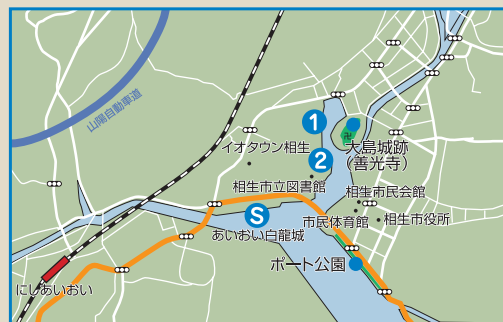 山陽自動車道
1
イオタウン相生
大島城跡
(善光寺)
2
相生市立図書館
相生市民会館
S
市民体育館
相生市役所
あいおい白龍城
ポート公園
にしあいおい